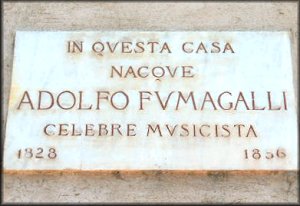 IN QVESTA CASA
NACQVE
ADOLFO FVMAGALLI
CELEBRE MVSICISTA
1828 1856